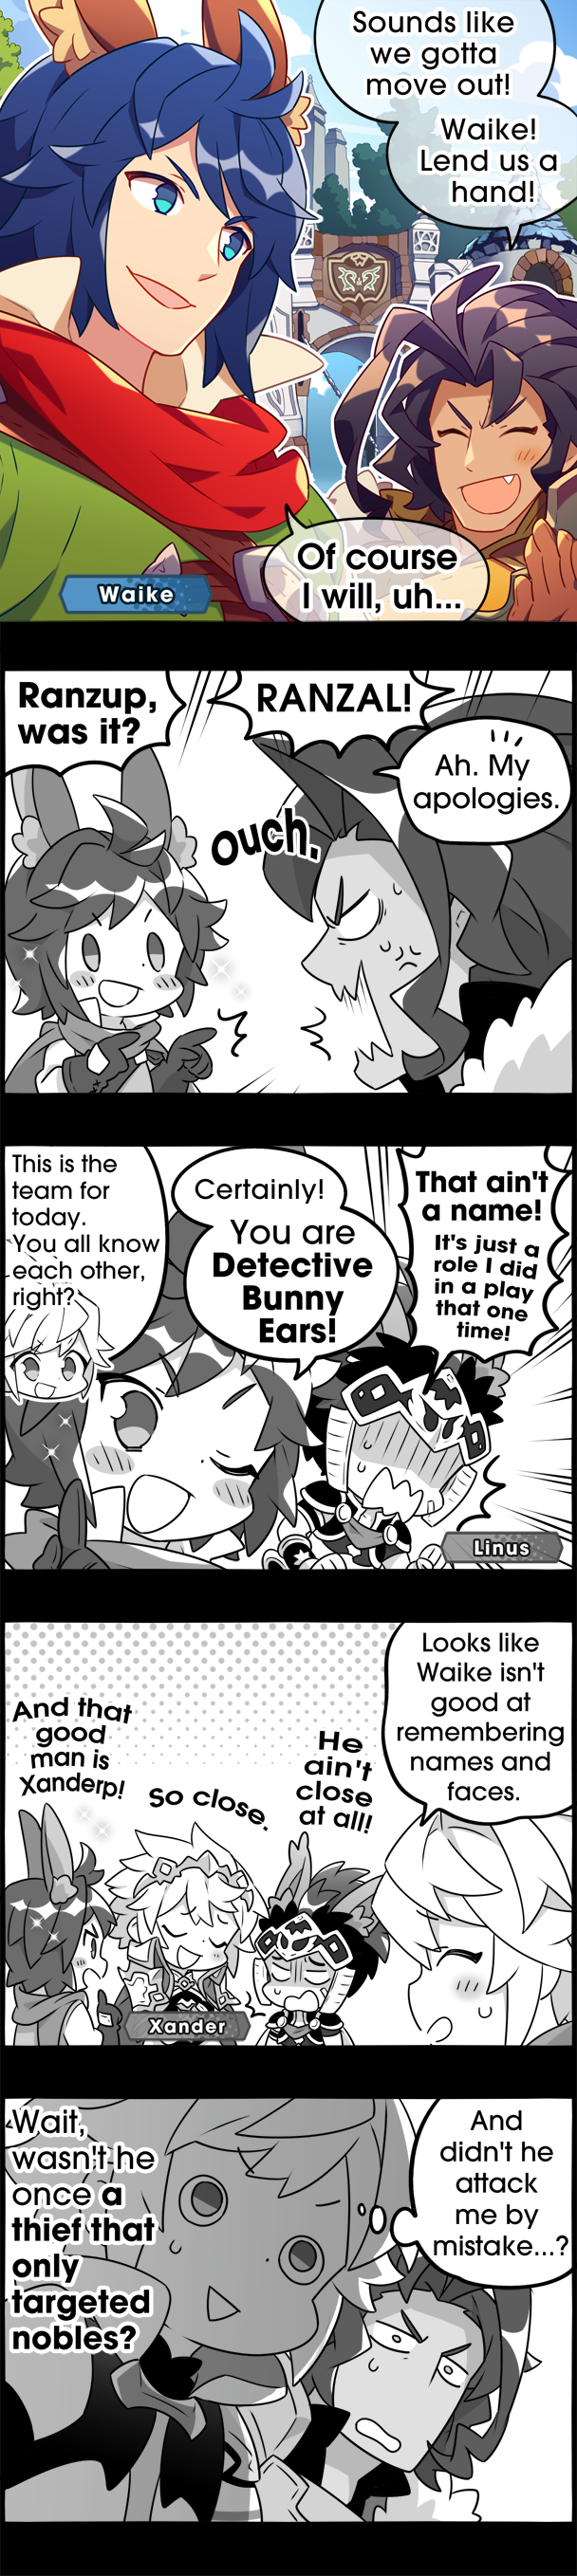 Sounds like
we gotta
move out!
Waike!
Lend us a
hand!
Of course
I will, uh...
Waike
Ranzup,
was it?
RANZAL!
Ah. My
apologies.
ouch.
This is the
team for
today.
You all know
each other,
right?
Certainly!
You are
Detective
Bunny
Ears!
That ain't
a name!
It's just a
role I did
in a play
that one
time!
Linus
Looks like
Waike isn't
good at
remembering
names and
faces.
And that
good
man is
Xanderp!
So close.
He
ain't
close
at all!
Xander
Wait,
wasn't he
once a
thief that
only
targeted
nobles?
And
didn't he
attack
me by
mistake...?